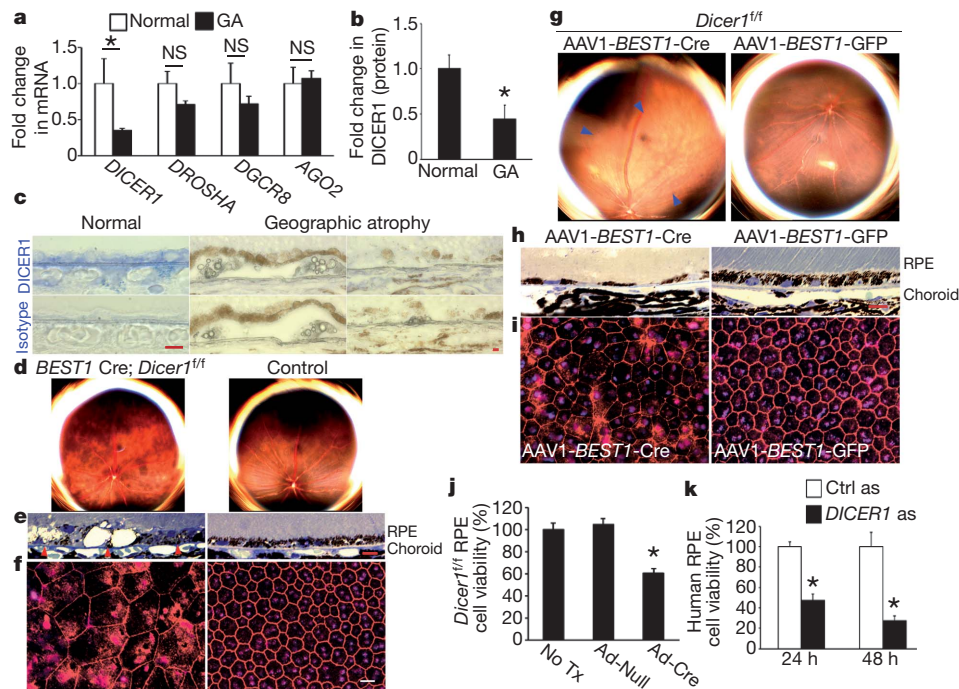 a
Normal GA
Fold change in mRNA
1.5
1.0
0.5
0
* NS NS NS
DICER1 DROSHA DGCR8 AGO2
b
Fold change in DICER1 (protein)
1.5
1.0
0.5
0
*
Normal GA
c
Normal Geographic atrophy
DICER1
Isotype
d
BEST1 Cre; Dicer1f/f Control
e
RPE
Choroid
f
g
Dicer1f/f
AAV1-BEST1-Cre AAV1-BEST1-GFP
h
AAV1-BEST1-Cre AAV1-BEST1-GFP
RPE
Choroid
i
AAV1-BEST1-Cre AAV1-BEST1-GFP
j
Dicer1f/f RPE cell viability (%)
120
100
80
60
40
20
0
*
No Tx Ad-Null Ad-Cre
k
Ctrl as
DICER1 as
Human RPE cell viability (%)
120
100
80
60
40
20
0
* *
24 h 48 h